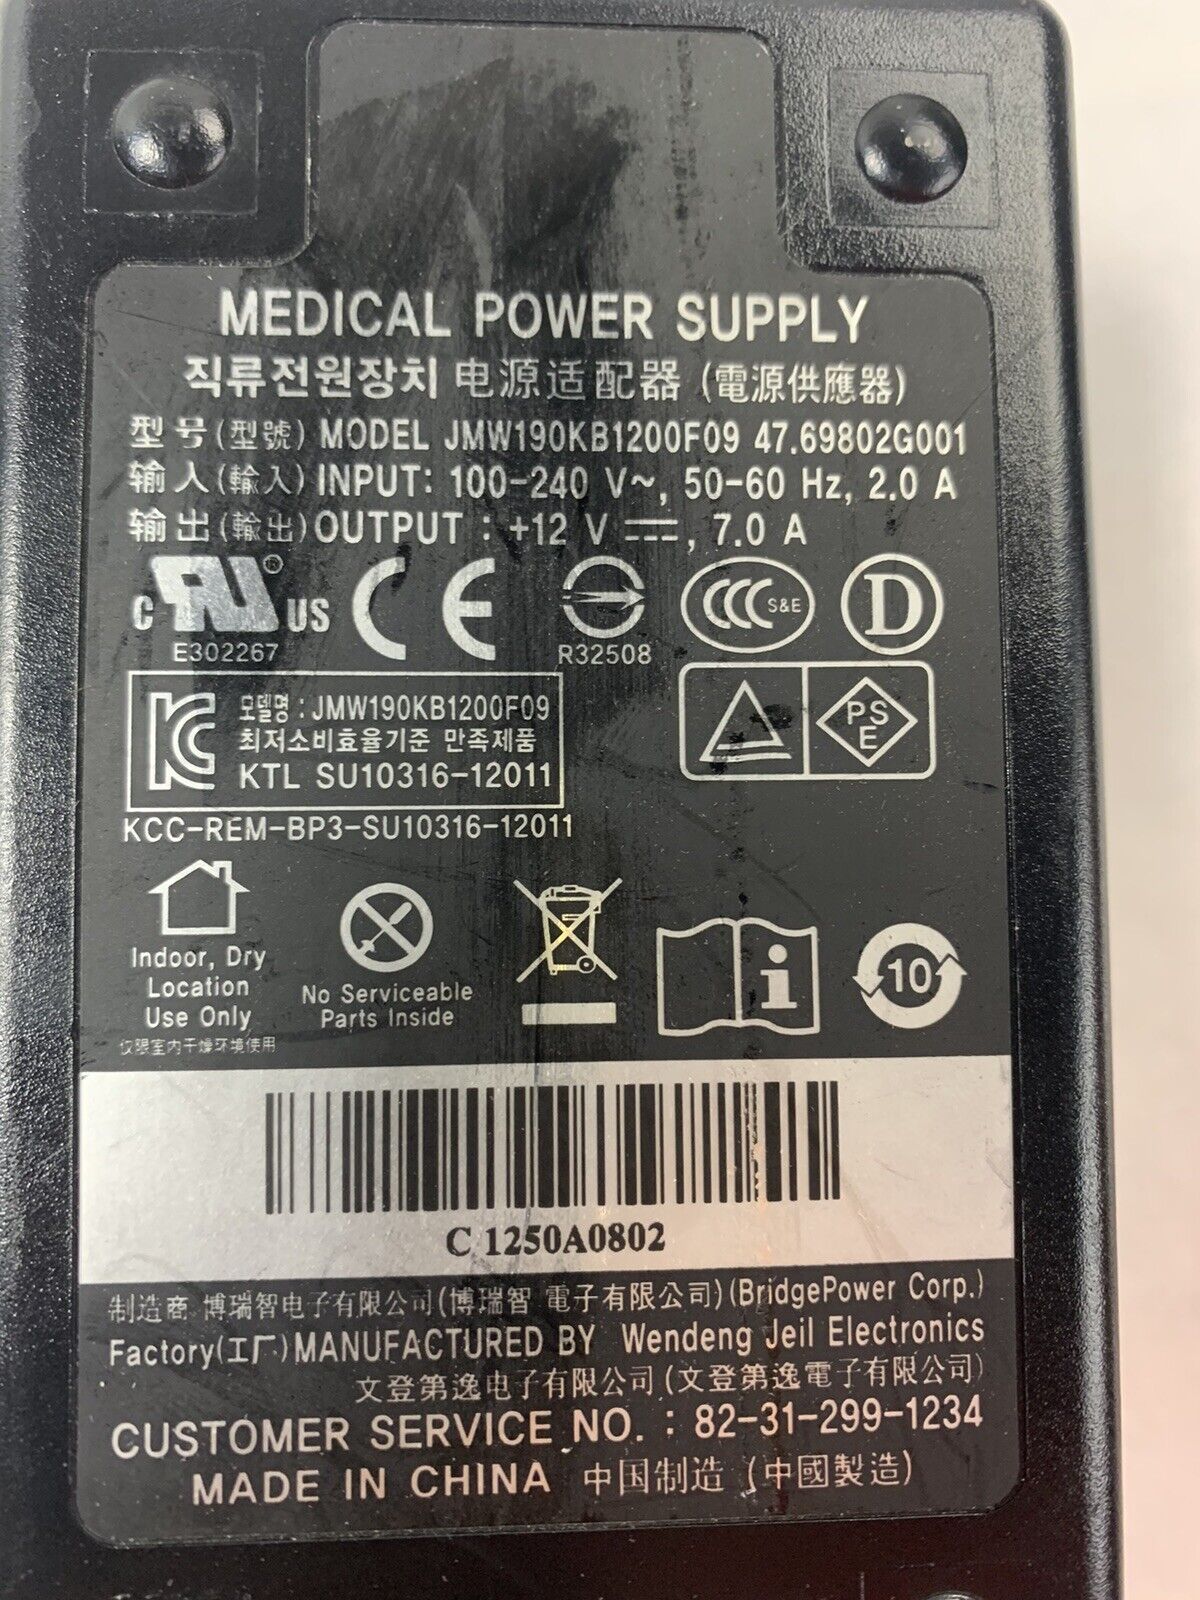 MEDICAL POWER SUPPLY
직류전원장치 电源适配器 (電源供應器)
型号(型號) MODEL JMW190KB1200F09 47.69802G001
输入(輸入) INPUT: 100-240 V~, 50-60 Hz, 2.0 A
输出(輸出) OUTPUT : +12 V ⎓, 7.0 A
c RU ® US CE CCC S&E D
E302267 R32508
모델명 : JMW190KB1200F09
최저소비효율기준 만족제품
KTL SU10316-12011
PS
E
KCC-REM-BP3-SU10316-12011
Indoor, Dry
Location
Use Only
仅限室内干燥环境使用
No Serviceable
Parts Inside
i
10
C 1250A0802
制造商 博瑞智电子有限公司(博瑞智 電子有限公司)(BridgePower Corp.)
Factory(工厂)MANUFACTURED BY Wendeng Jeil Electronics
文登第逸电子有限公司(文登第逸電子有限公司)
CUSTOMER SERVICE NO. : 82-31-299-1234
MADE IN CHINA 中国制造 (中國製造)